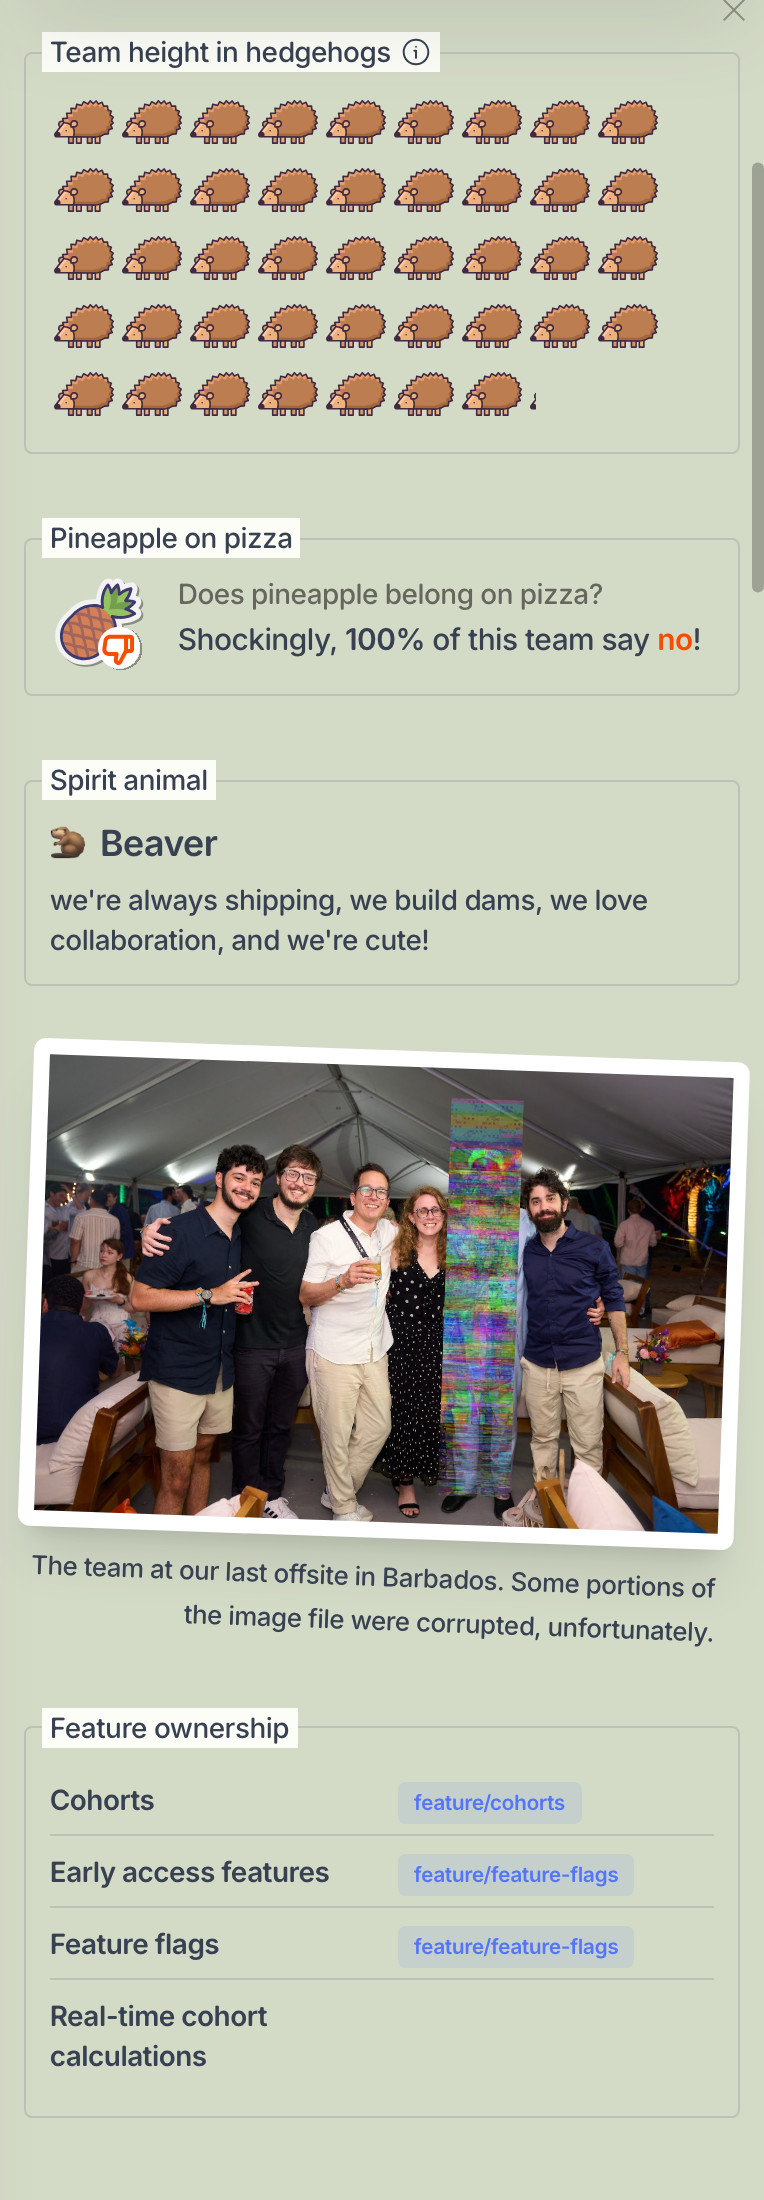 Team height in hedgehogs
Pineapple on pizza
Does pineapple belong on pizza?
Shockingly, 100% of this team say no!
Spirit animal
Beaver
we're always shipping, we build dams, we love
collaboration, and we're cute!
The team at our last offsite in Barbados. Some portions of
the image file were corrupted, unfortunately.
Feature ownership
Cohorts feature/cohorts
Early access features feature/feature-flags
Feature flags feature/feature-flags
Real-time cohort
calculations